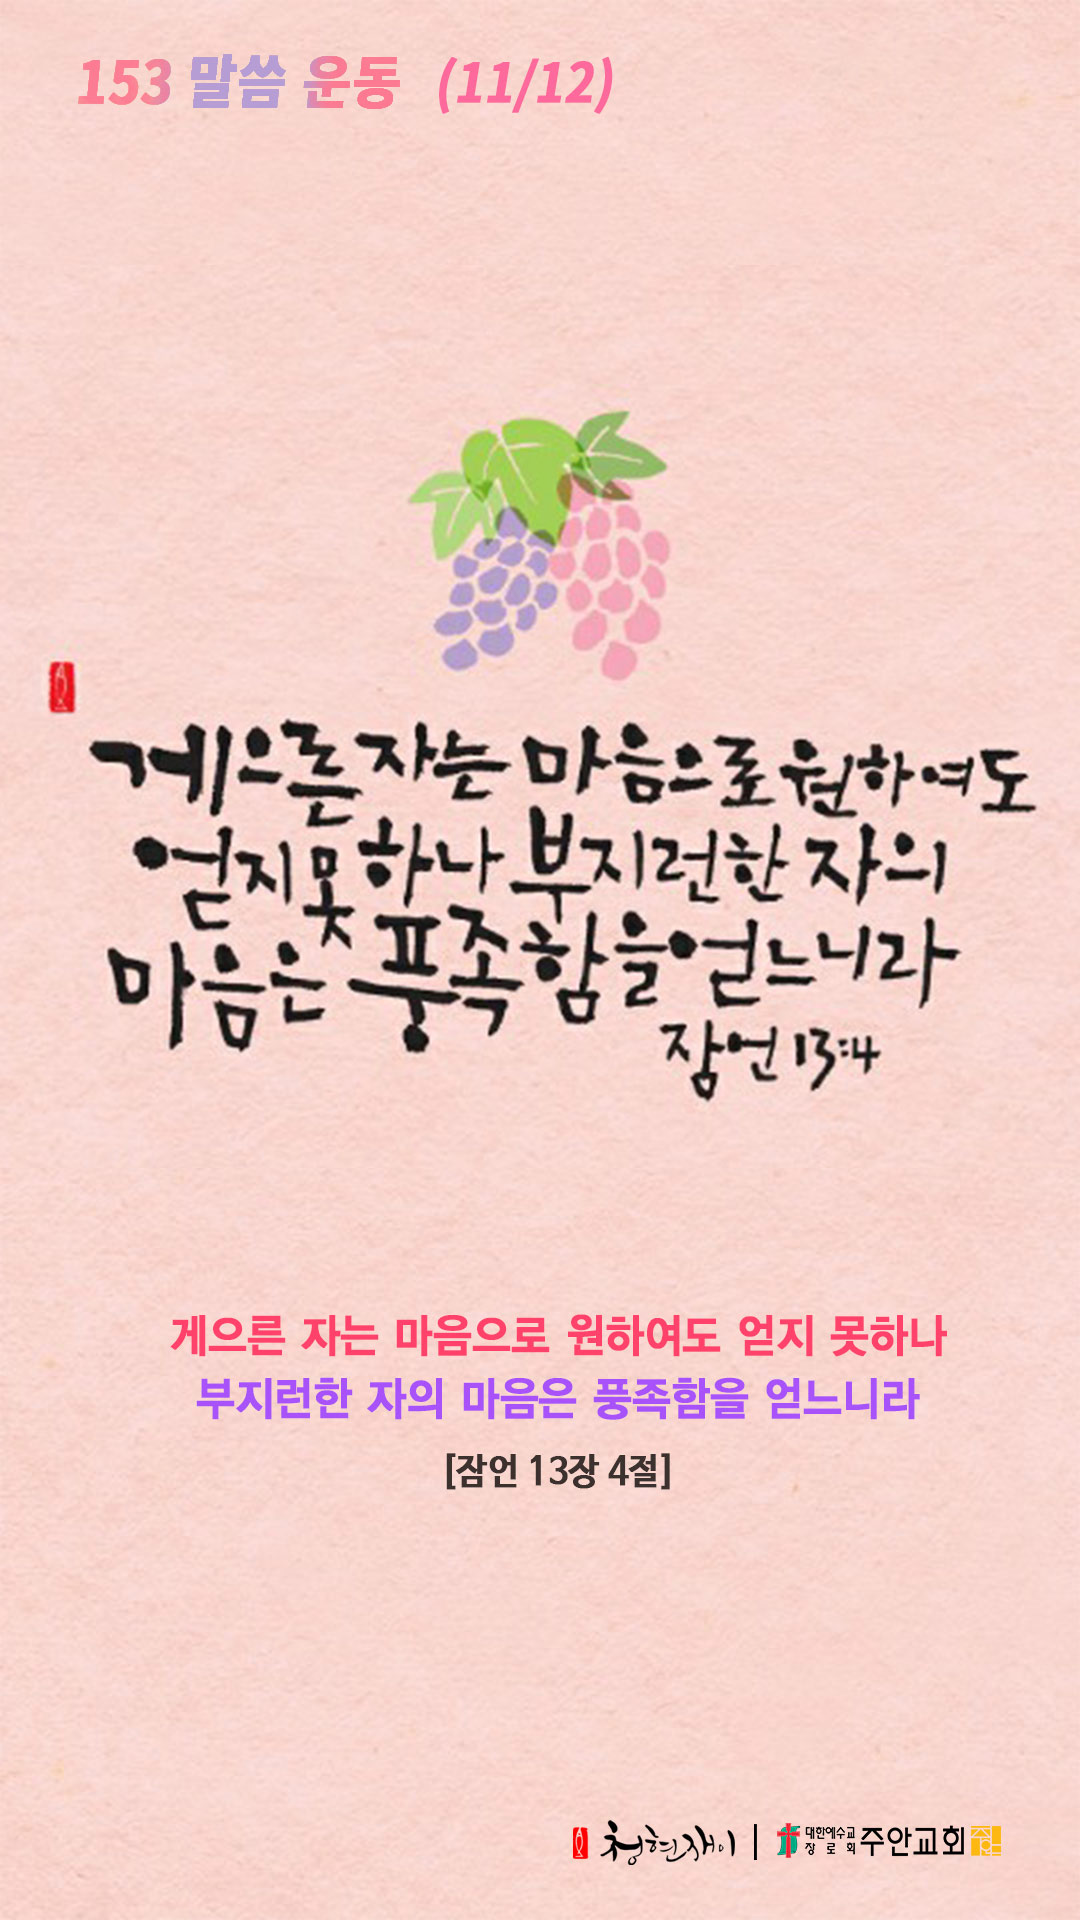 153 말씀 운동 (11/12)
게으른 자는 마음으로 원하여도
얻지 못하나 부지런한 자의
마음은 풍족함을 얻느니라
잠언 13:4
게으른 자는 마음으로 원하여도 얻지 못하나
부지런한 자의 마음은 풍족함을 얻느니라
[잠언 13장 4절]
청현재이 | 대한예수교 장로회 주안교회